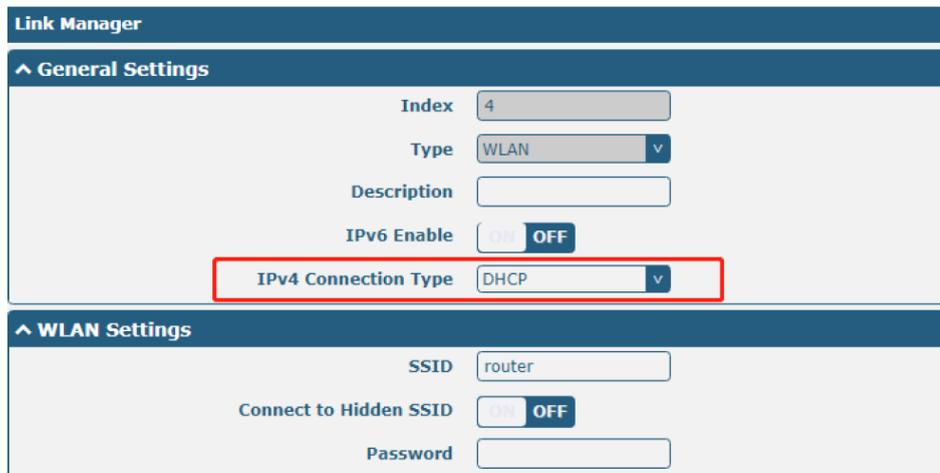 Link Manager
General Settings
Index 4
Type WLAN v
Description
IPv6 Enable ON OFF
IPv4 Connection Type DHCP v
WLAN Settings
SSID router
Connect to Hidden SSID ON OFF
Password